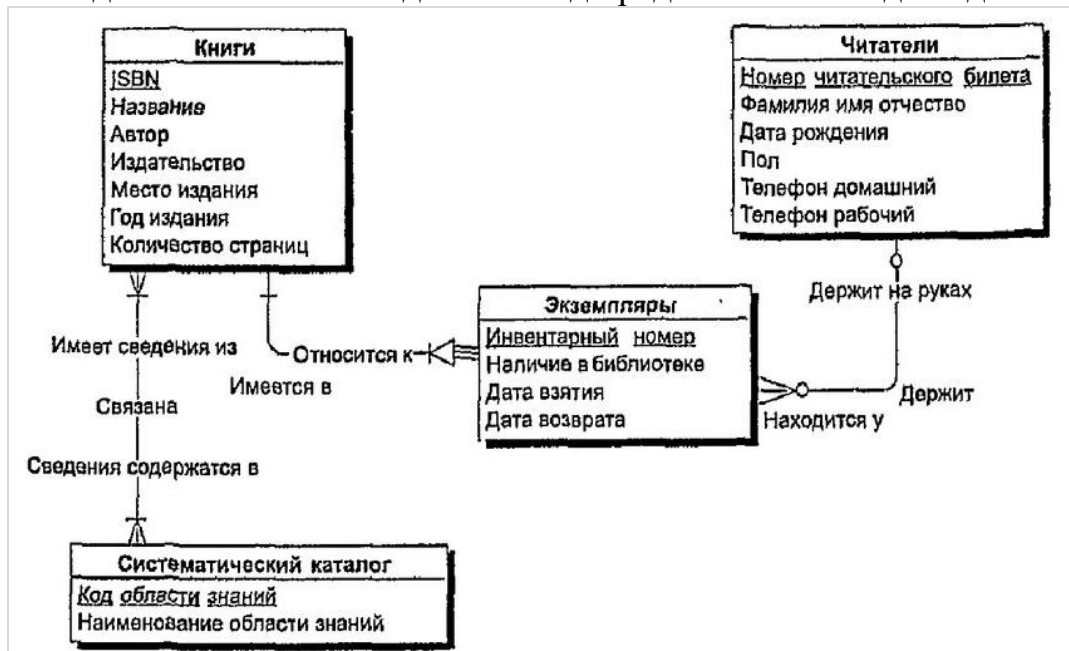 Книги
ISBN
Название
Автор
Издательство
Место издания
Год издания
Количество страниц
Читатели
Номер читательского билета
Фамилия имя отчество
Дата рождения
Пол
Телефон домашний
Телефон рабочий
Держит на руках
Экземпляры
Инвентарный номер
Наличие в библиотеке
Дата взятия
Дата возврата
Имеет сведения из
Относится к
Имеется в
Связана
Держит
Находится у
Сведения содержатся в
Систематический каталог
Код области знаний
Наименование области знаний